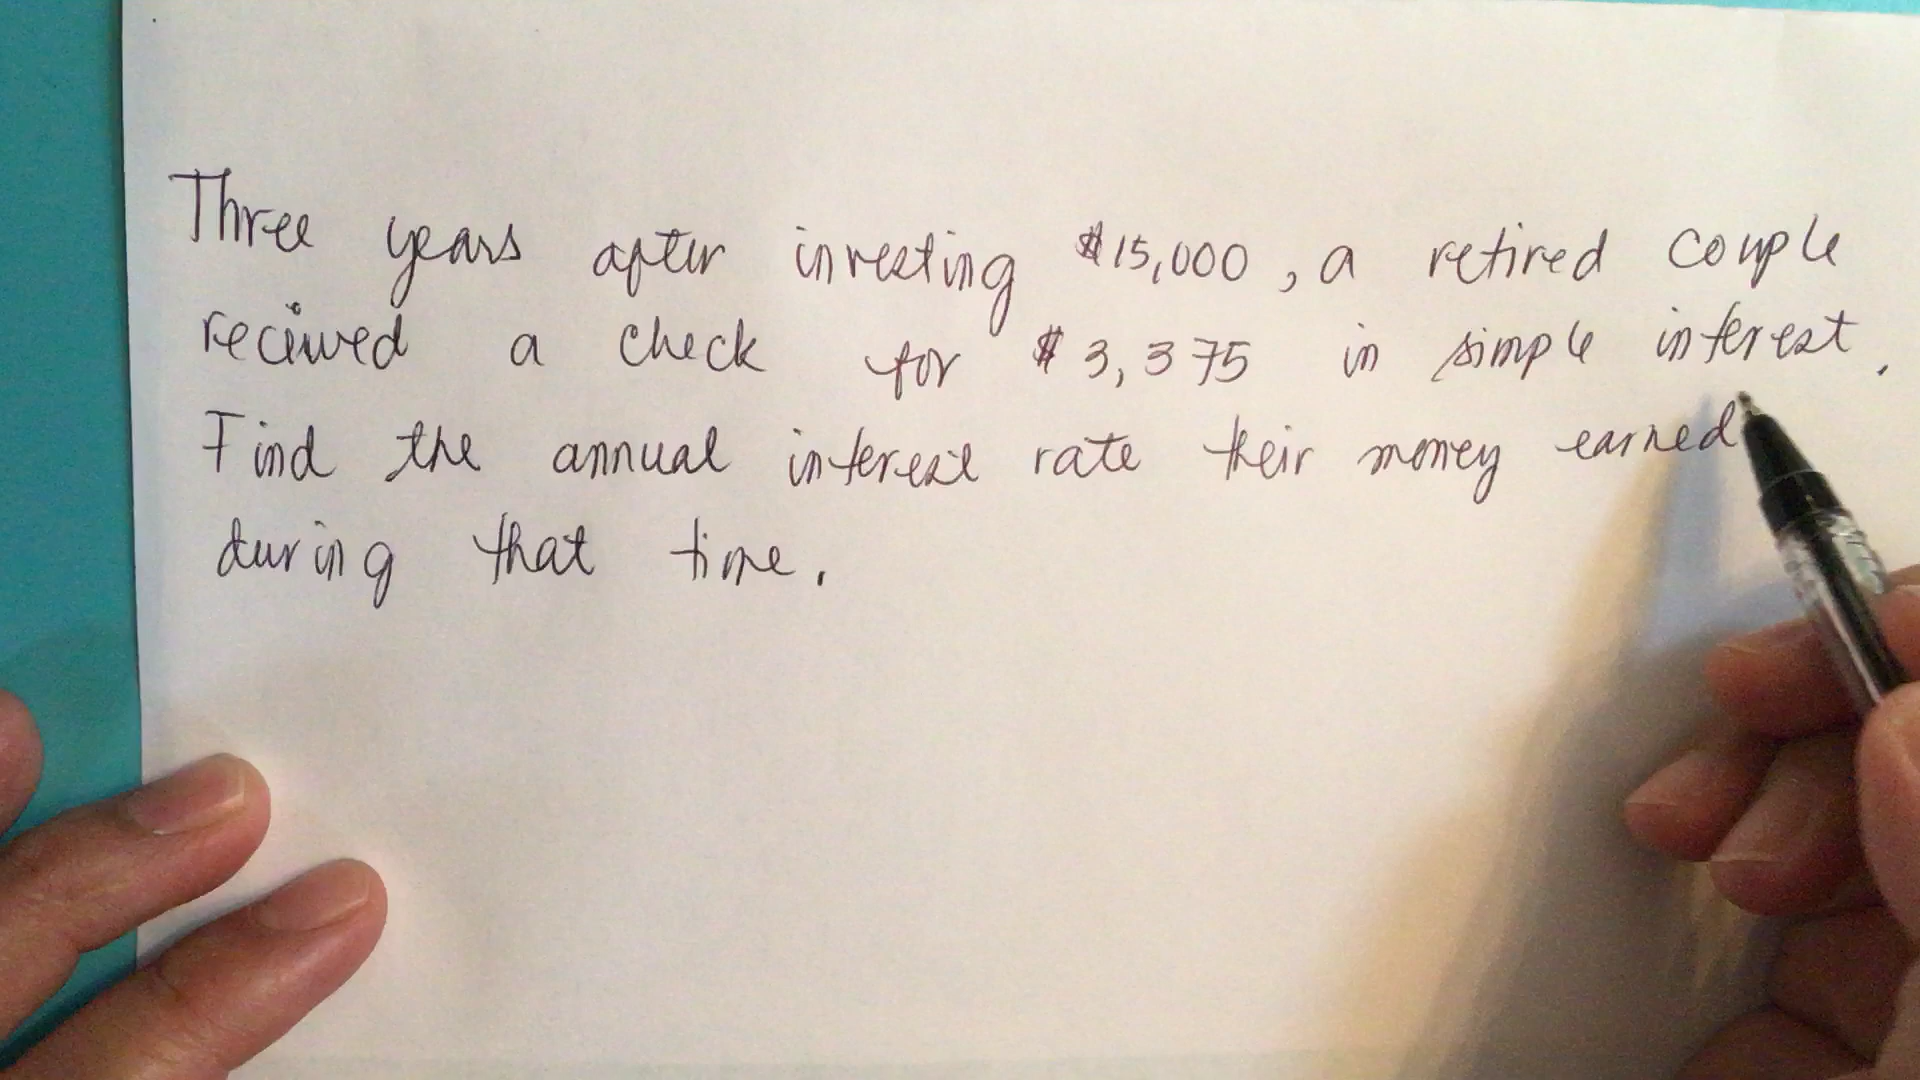 Three years after investing $15,000, a retired couple
recieved a check for $3,375 in simple interest.
Find the annual interest rate their money earned
during that time.